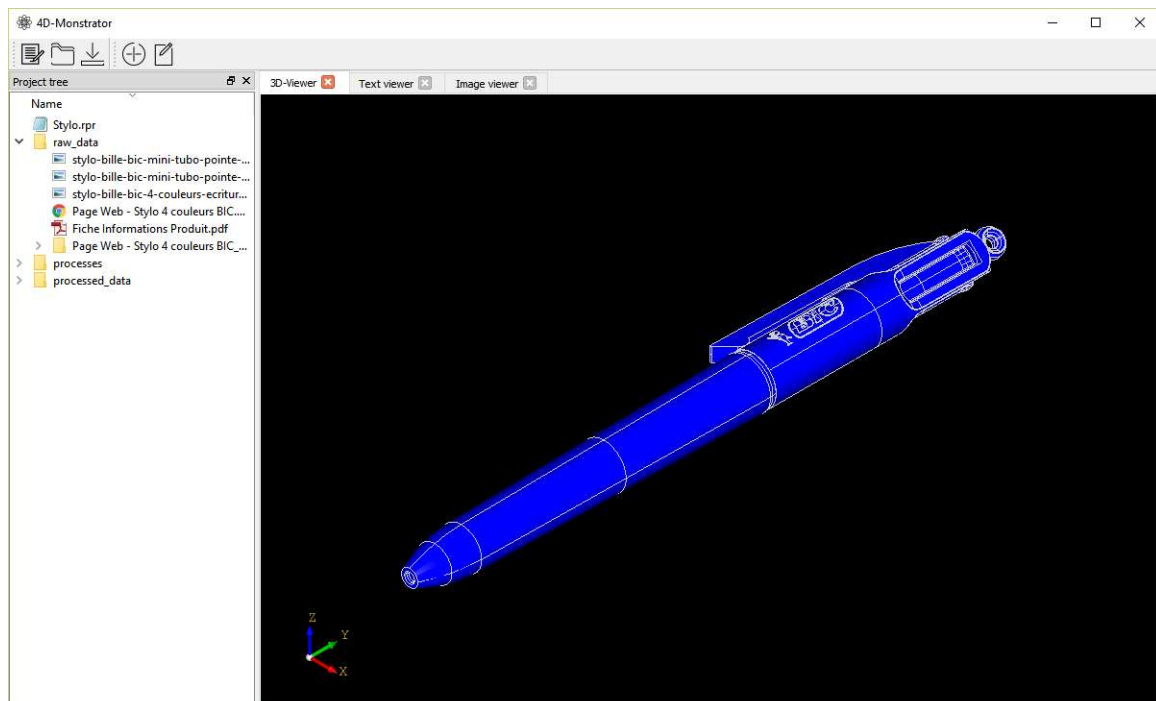 4D-Monstrator
Project tree
3D-Viewer
Text viewer
Image viewer
Name
Stylo.rpr
raw_data
stylo-bille-bic-mini-tubo-pointe-...
stylo-bille-bic-mini-tubo-pointe-...
stylo-bille-bic-4-couleurs-ecritur...
Page Web - Stylo 4 couleurs BIC....
Fiche Informations Produit.pdf
Page Web - Stylo 4 couleurs BIC_...
processes
processed_data
BIC
Z
Y
X